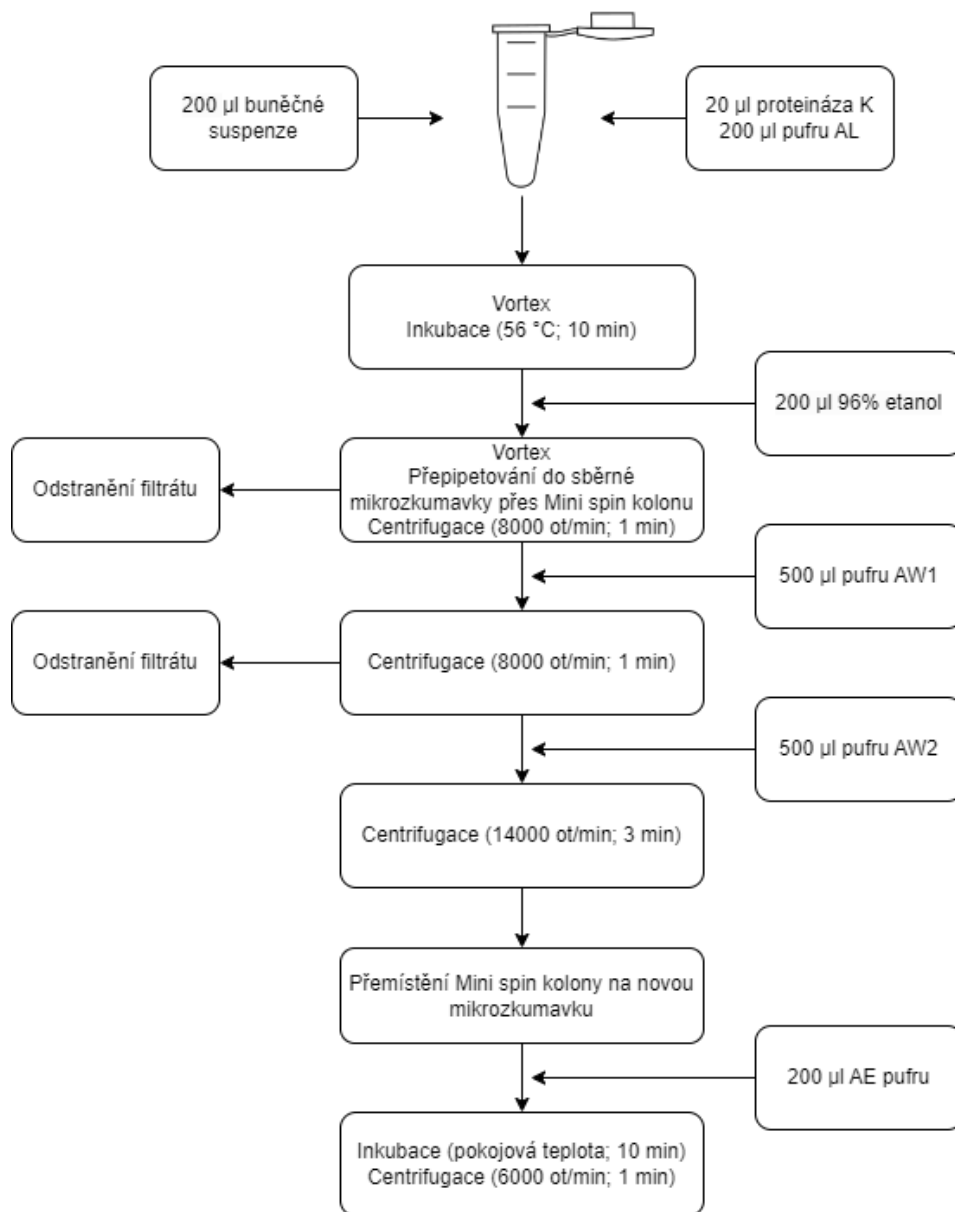 200 µl buněčné
suspenze
20 µl proteináza K
200 µl pufru AL
Vortex
Inkubace (56 °C; 10 min)
200 µl 96% etanol
Vortex
Přepipetování do sběrné
mikrozkumavky přes Mini spin kolonu
Centrifugace (8000 ot/min; 1 min)
Odstranění filtrátu
500 µl pufru AW1
Centrifugace (8000 ot/min; 1 min)
Odstranění filtrátu
500 µl pufru AW2
Centrifugace (14000 ot/min; 3 min)
Přemístění Mini spin kolony na novou
mikrozkumavku
200 µl AE pufru
Inkubace (pokojová teplota; 10 min)
Centrifugace (6000 ot/min; 1 min)